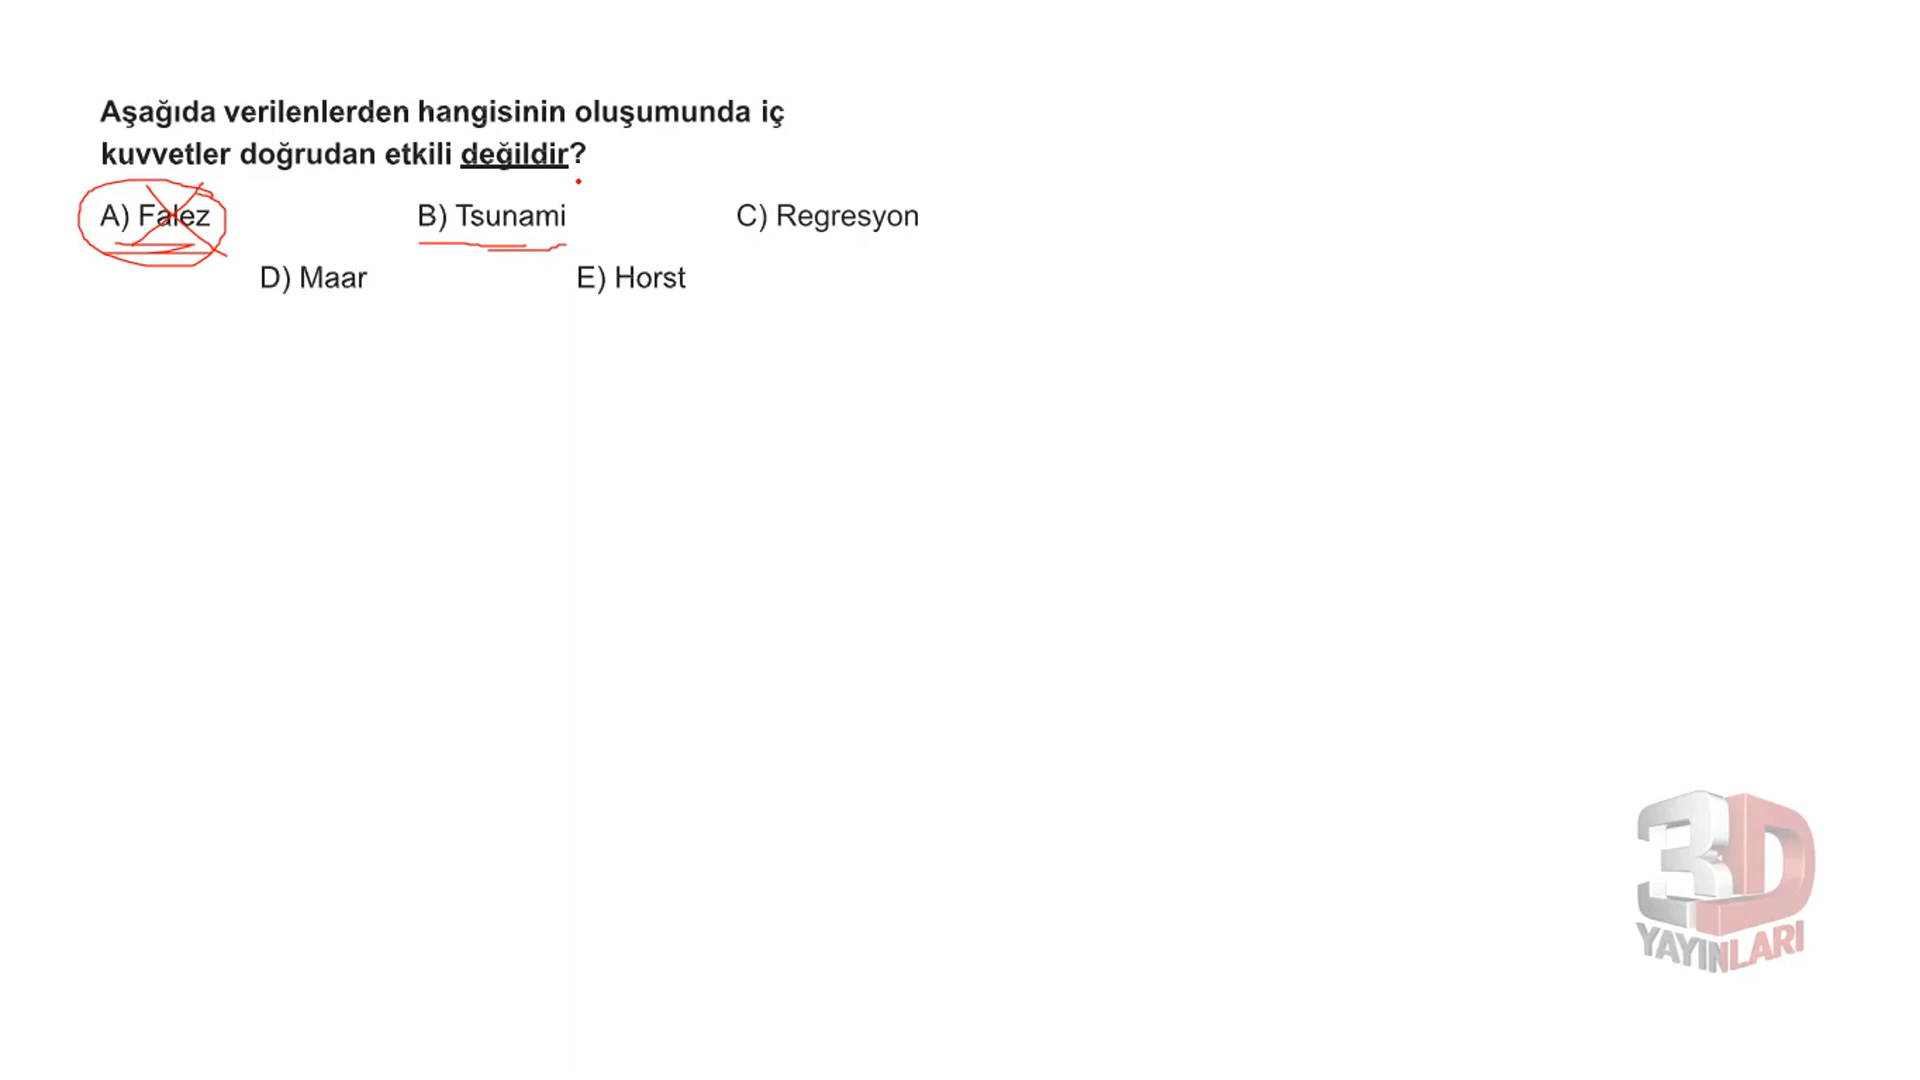 Aşağıda verilenlerden hangisinin oluşumunda iç
kuvvetler doğrudan etkili değildir?
A) Falez B) Tsunami C) Regresyon
D) Maar E) Horst
3D
YAYINLARI